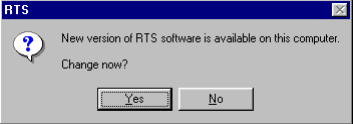 RTS
New version of RTS software is available on this computer.
Change now?
Yes No